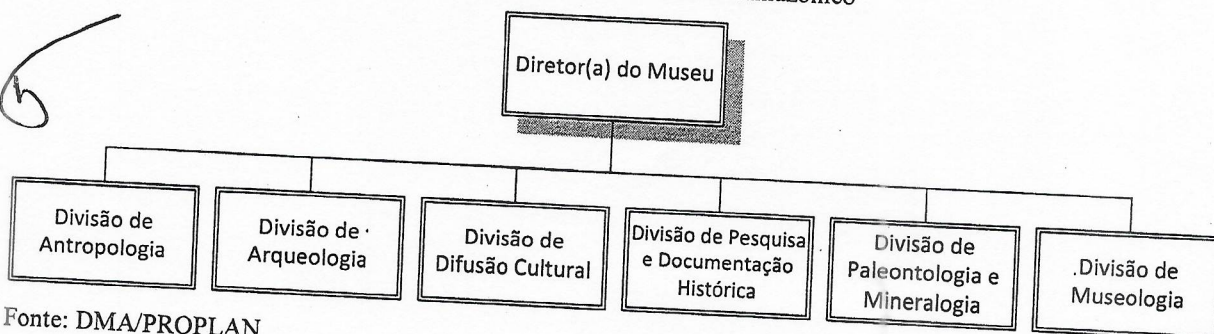 Diretor(a) do Museu
Divisão de
Antropologia
Divisão de
Arqueologia
Divisão de
Difusão Cultural
Divisão de Pesquisa
e Documentação
Histórica
Divisão de
Paleontologia e
Mineralogia
.Divisão de
Museologia
Fonte: DMA/PROPLAN